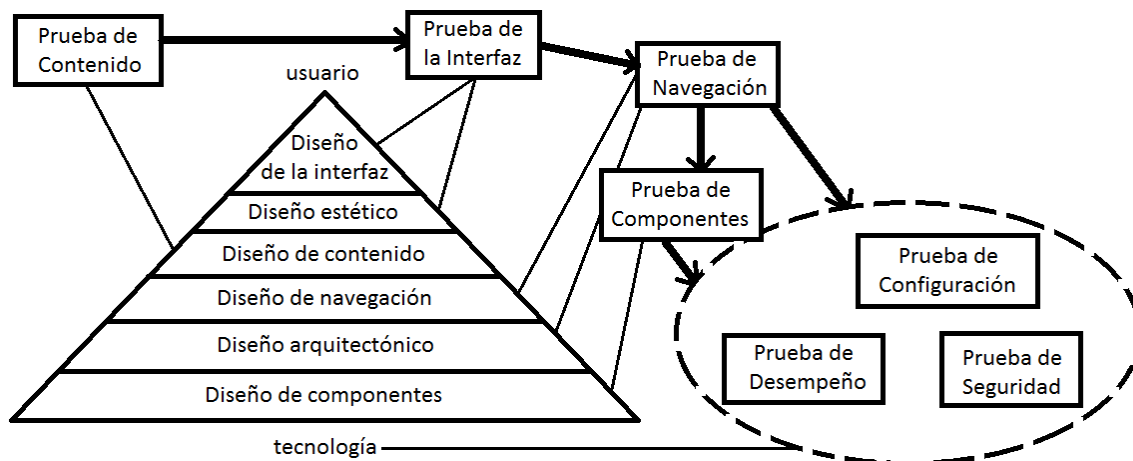 Prueba de
Contenido
Prueba de
la Interfaz
Prueba de
Navegación
usuario
Diseño
de la interfaz
Prueba de
Componentes
Diseño estético
Diseño de contenido
Prueba de
Configuración
Diseño de navegación
Diseño arquitectónico
Prueba de
Desempeño
Prueba de
Seguridad
Diseño de componentes
tecnología